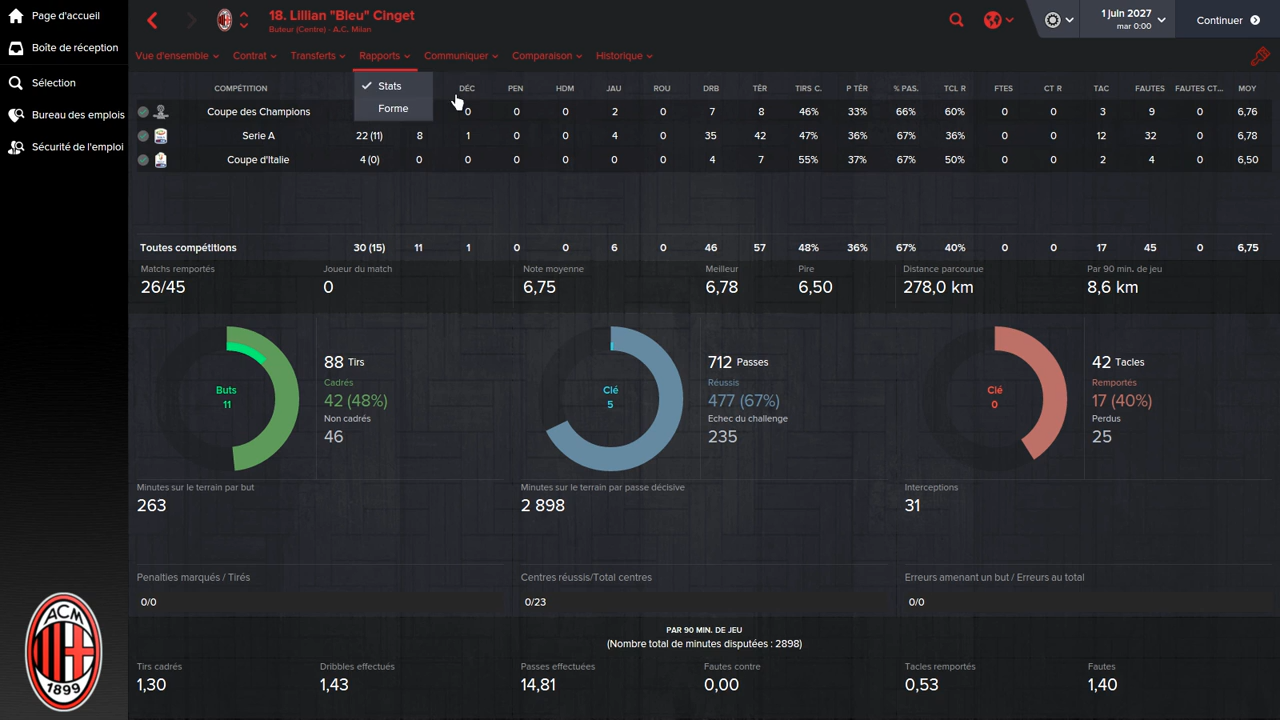 Page d'accueil
Boîte de réception
Sélection
Bureau des emplois
Sécurité de l'emploi
18. Lillian "Bleu" Cinget
Buteur (Centre) - A.C. Milan
1 juin 2027
mar 0:00
Continuer
Vue d'ensemble Contrat Transferts Rapports Communiquer Comparaison Historique
Stats
Forme
COMPÉTITION DÉC PEN HDM JAU ROU DRB TÊR TIRS C. P TÉR % PAS. TCL R FTES CT R TAC FAUTES FAUTES CT... MOY
Coupe des Champions 0 0 0 2 0 7 8 46% 33% 66% 60% 0 0 3 9 0 6,76
Serie A 22 (11) 8 1 0 0 4 0 35 42 47% 36% 67% 36% 0 0 12 32 0 6,78
Coupe d'Italie 4 (0) 0 0 0 0 0 0 4 7 55% 37% 67% 50% 0 0 2 4 0 6,50
Toutes compétitions 30 (15) 11 1 0 0 6 0 46 57 48% 36% 67% 40% 0 0 17 45 0 6,75
Matchs remportés Joueur du match Note moyenne Meilleur Pire Distance parcourue Par 90 min. de jeu
26/45 0 6,75 6,78 6,50 278,0 km 8,6 km
Buts
11
88 Tirs
Cadrés
42 (48%)
Non cadrés
46
Clé
5
712 Passes
Réussis
477 (67%)
Echec du challenge
235
Clé
0
42 Tacles
Remportés
17 (40%)
Perdus
25
Minutes sur le terrain par but Minutes sur le terrain par passe décisive Interceptions
263 2 898 31
Penalties marqués / Tirés Centres réussis/Total centres Erreurs amenant un but / Erreurs au total
0/0 0/23 0/0
PAR 90 MIN. DE JEU
(Nombre total de minutes disputées : 2898)
Tirs cadrés Dribbles effectués Passes effectuées Fautes contre Tacles remportés Fautes
1,30 1,43 14,81 0,00 0,53 1,40
ACM
1899